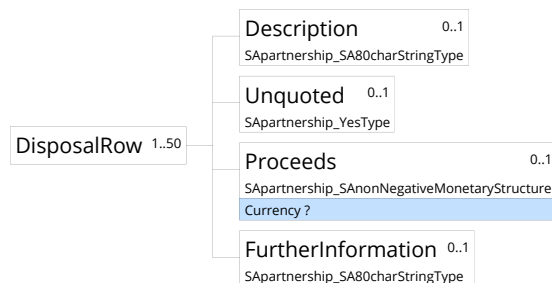 Description 0..1
SApartnership_SA80charStringType
Unquoted 0..1
SApartnership_YesType
DisposalRow 1..50
Proceeds 0..1
SApartnership_SAnonNegativeMonetaryStructure
Currency ?
FurtherInformation 0..1
SApartnership_SA80charStringType